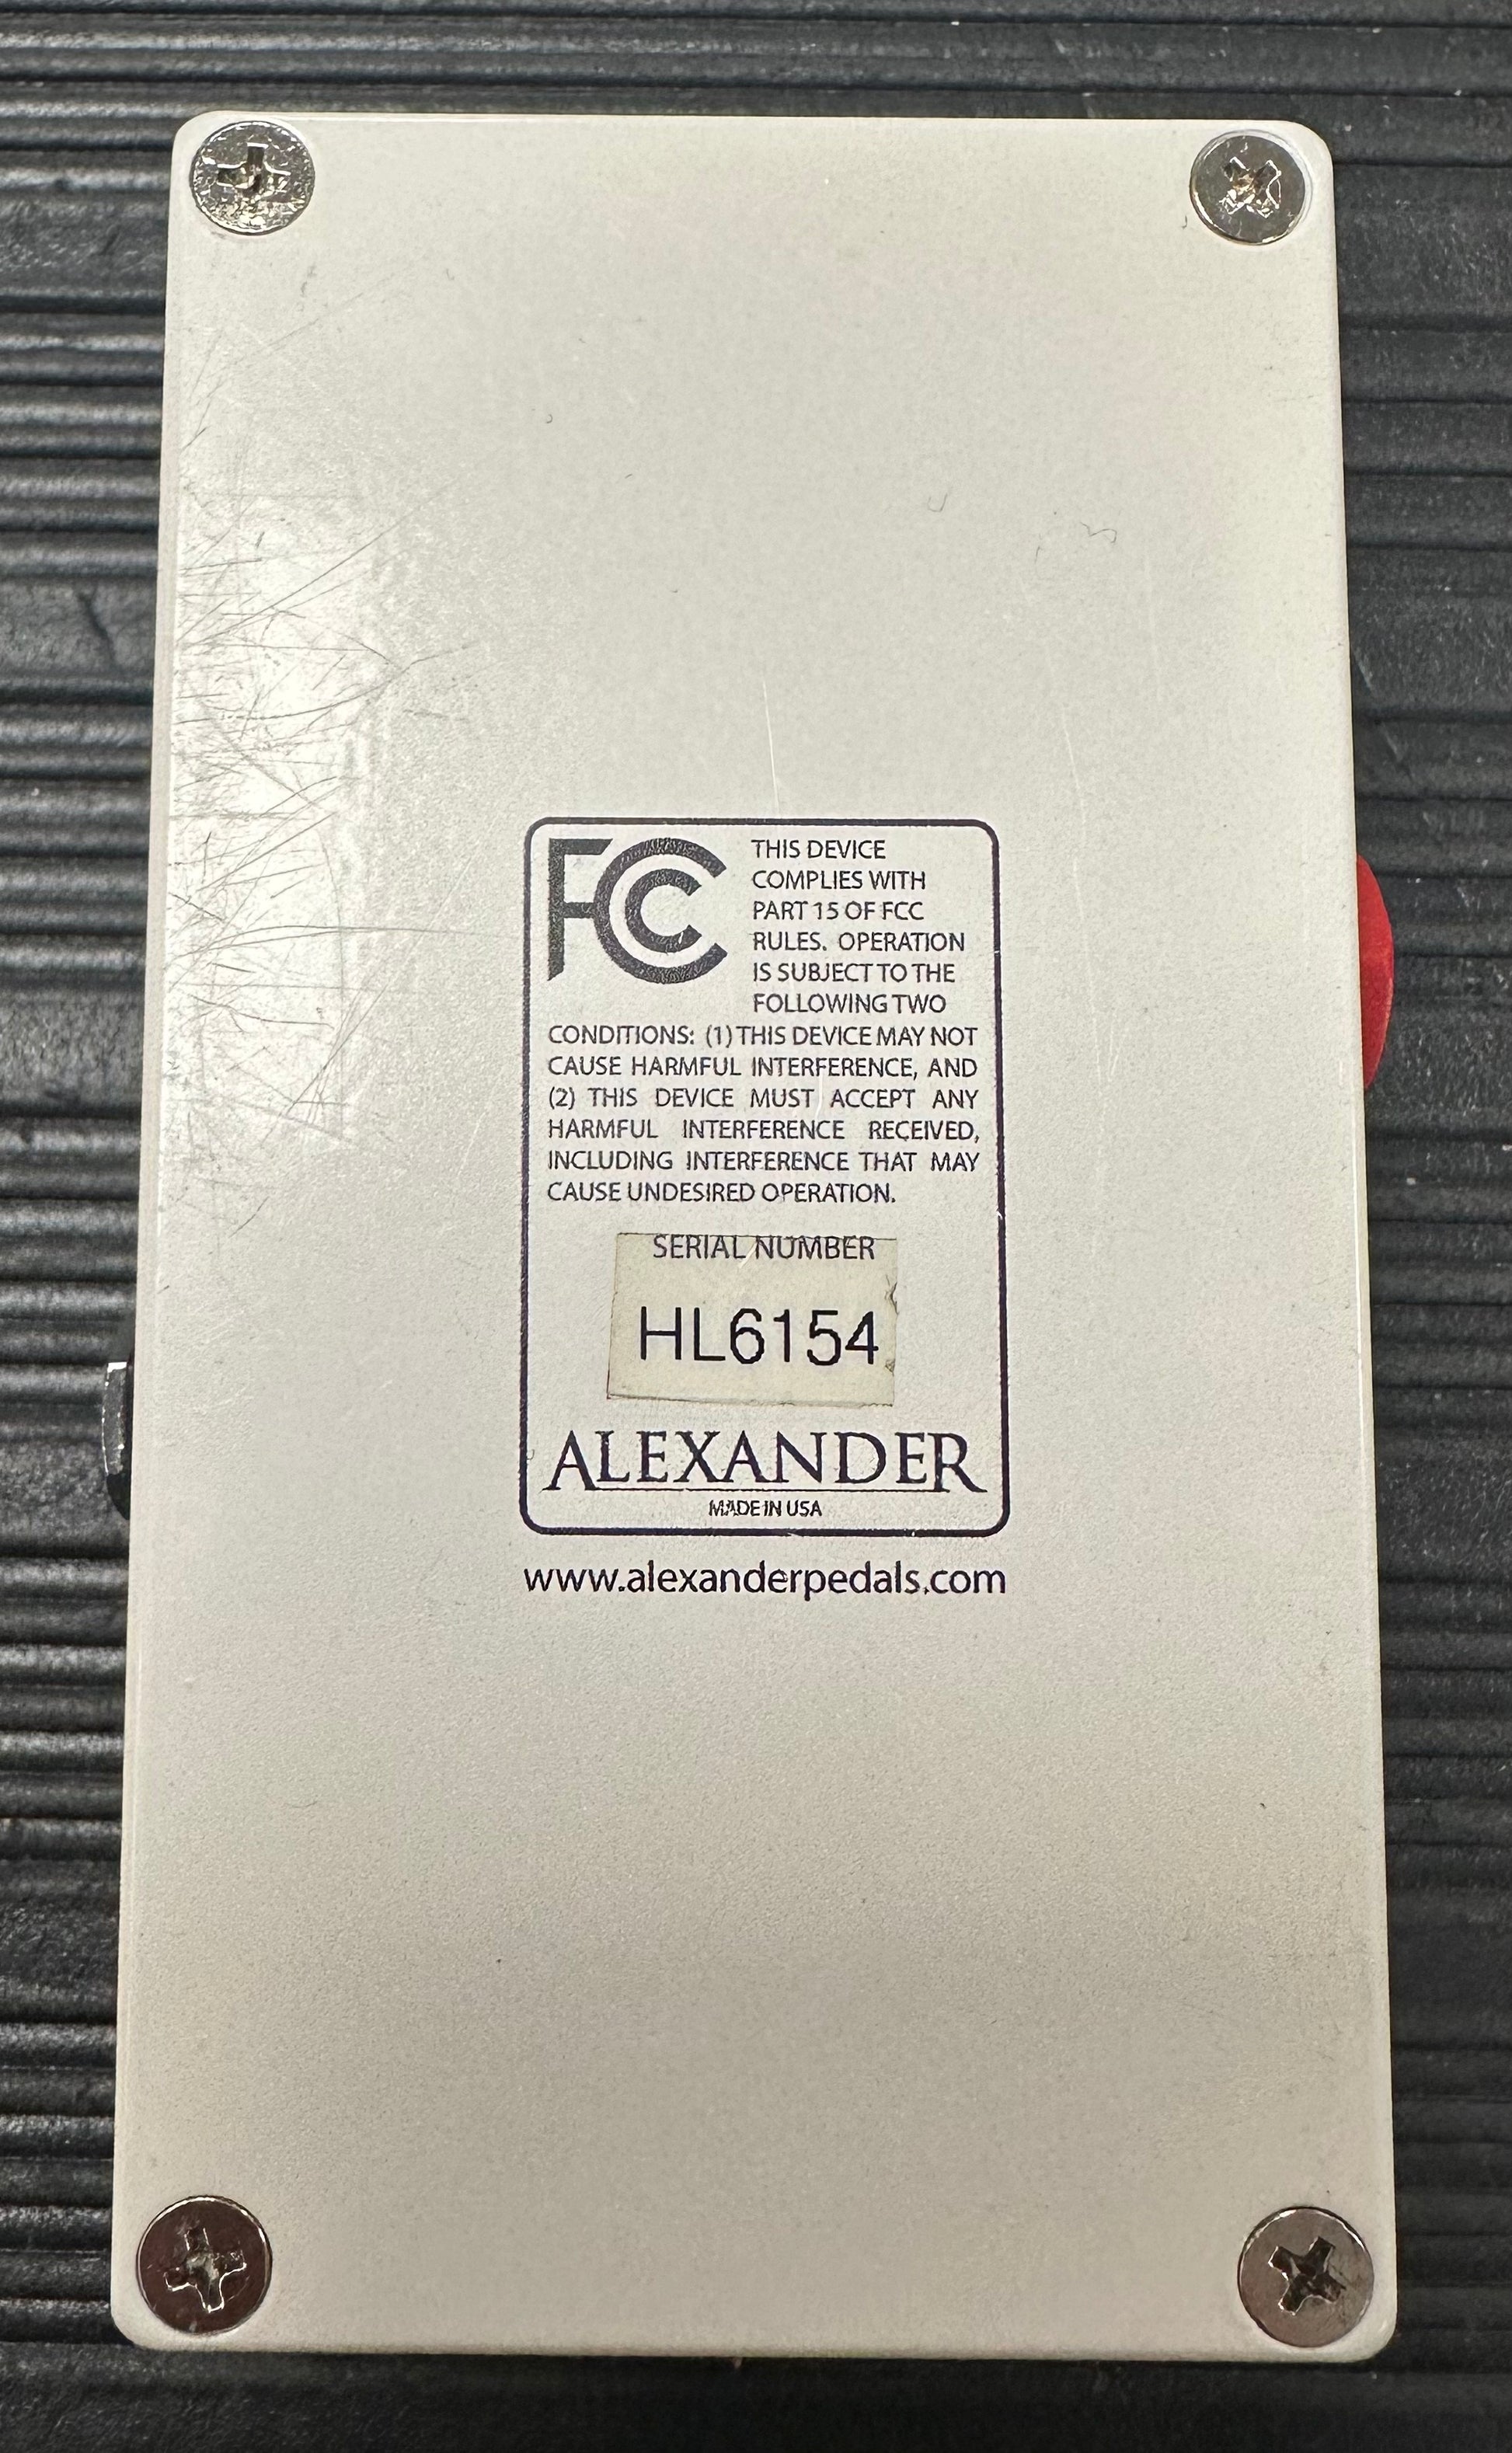 FCC
THIS DEVICE
COMPLIES WITH
PART 15 OF FCC
RULES. OPERATION
IS SUBJECT TO THE
FOLLOWING TWO
CONDITIONS: (1) THIS DEVICE MAY NOT
CAUSE HARMFUL INTERFERENCE, AND
(2) THIS DEVICE MUST ACCEPT ANY
HARMFUL INTERFERENCE RECEIVED,
INCLUDING INTERFERENCE THAT MAY
CAUSE UNDESIRED OPERATION.
SERIAL NUMBER
HL6154
ALEXANDER
MADE IN USA
www.alexanderpedals.com